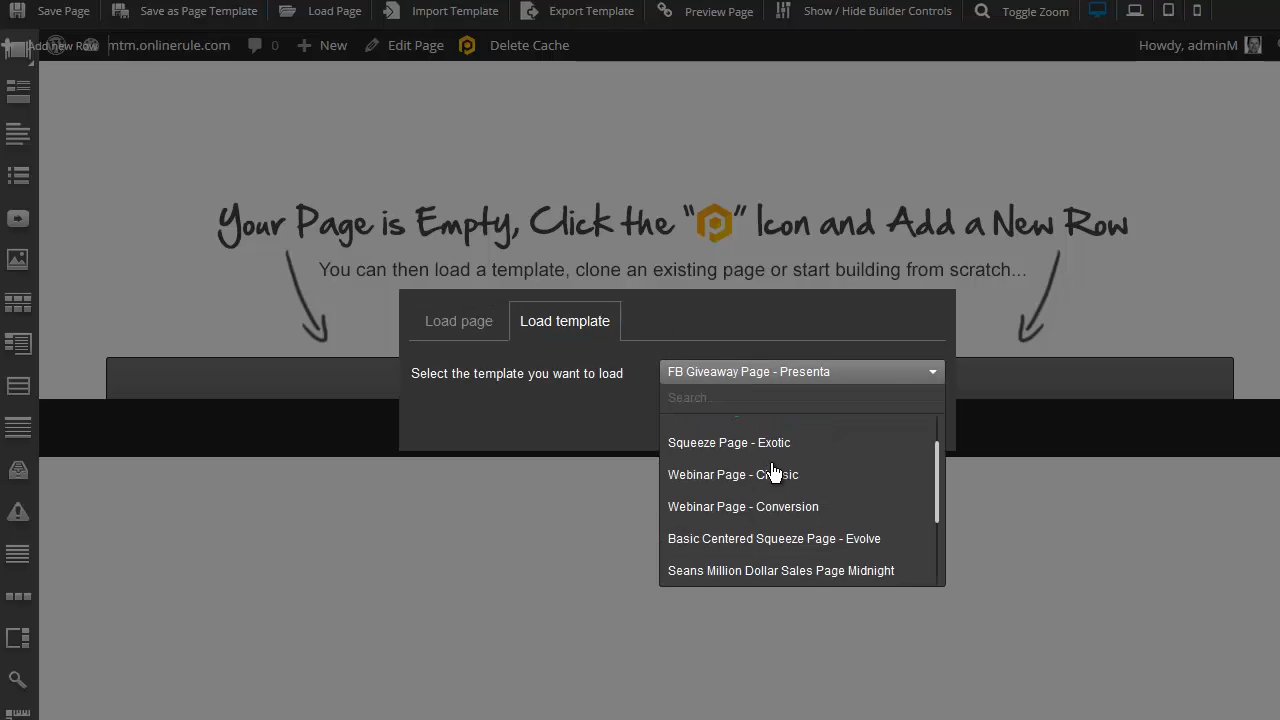 Save Page Save as Page Template Load Page Import Template Export Template Preview Page Show / Hide Builder Controls Toggle Zoom
Add new Row mtm.onlinerule.com 0 New Edit Page Delete Cache Howdy, adminM
Your Page is Empty, Click the "P" Icon and Add a New Row
You can then load a template, clone an existing page or start building from scratch...
Load page Load template
Select the template you want to load FB Giveaway Page - Presenta
Search...
Squeeze Page - Exotic
Webinar Page - Classic
Webinar Page - Conversion
Basic Centered Squeeze Page - Evolve
Seans Million Dollar Sales Page Midnight